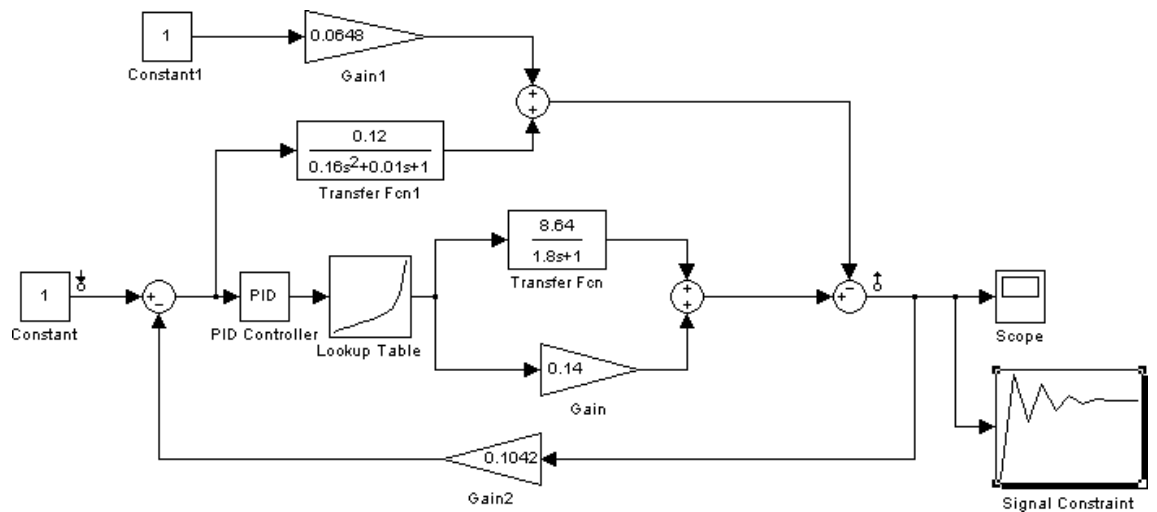 1
Constant1
0.0648
Gain1
+
+
0.12
0.16s²+0.01s+1
Transfer Fcn1
8.64
1.8s+1
Transfer Fcn
1
Constant
+
−
PID
PID Controller
Lookup Table
+
+
+
−
Scope
0.14
Gain
0.1042
Gain2
Signal Constraint